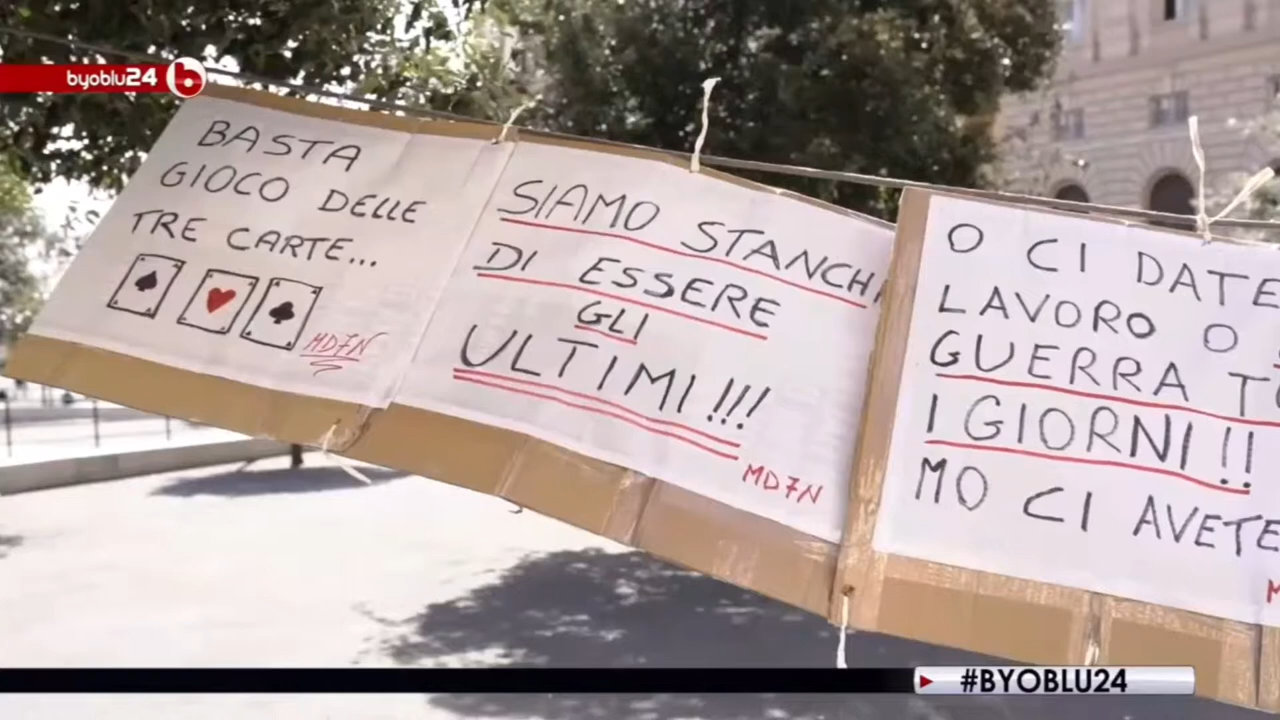 byoblu24 b
BASTA
GIOCO DELLE
TRE CARTE...
MD7N
SIAMO STANCHI
DI ESSERE
GLI
ULTIMI!!!
MD7N
O CI DATE
LAVORO O
GUERRA
I GIORNI!!
MO CI AVETE
#BYOBLU24